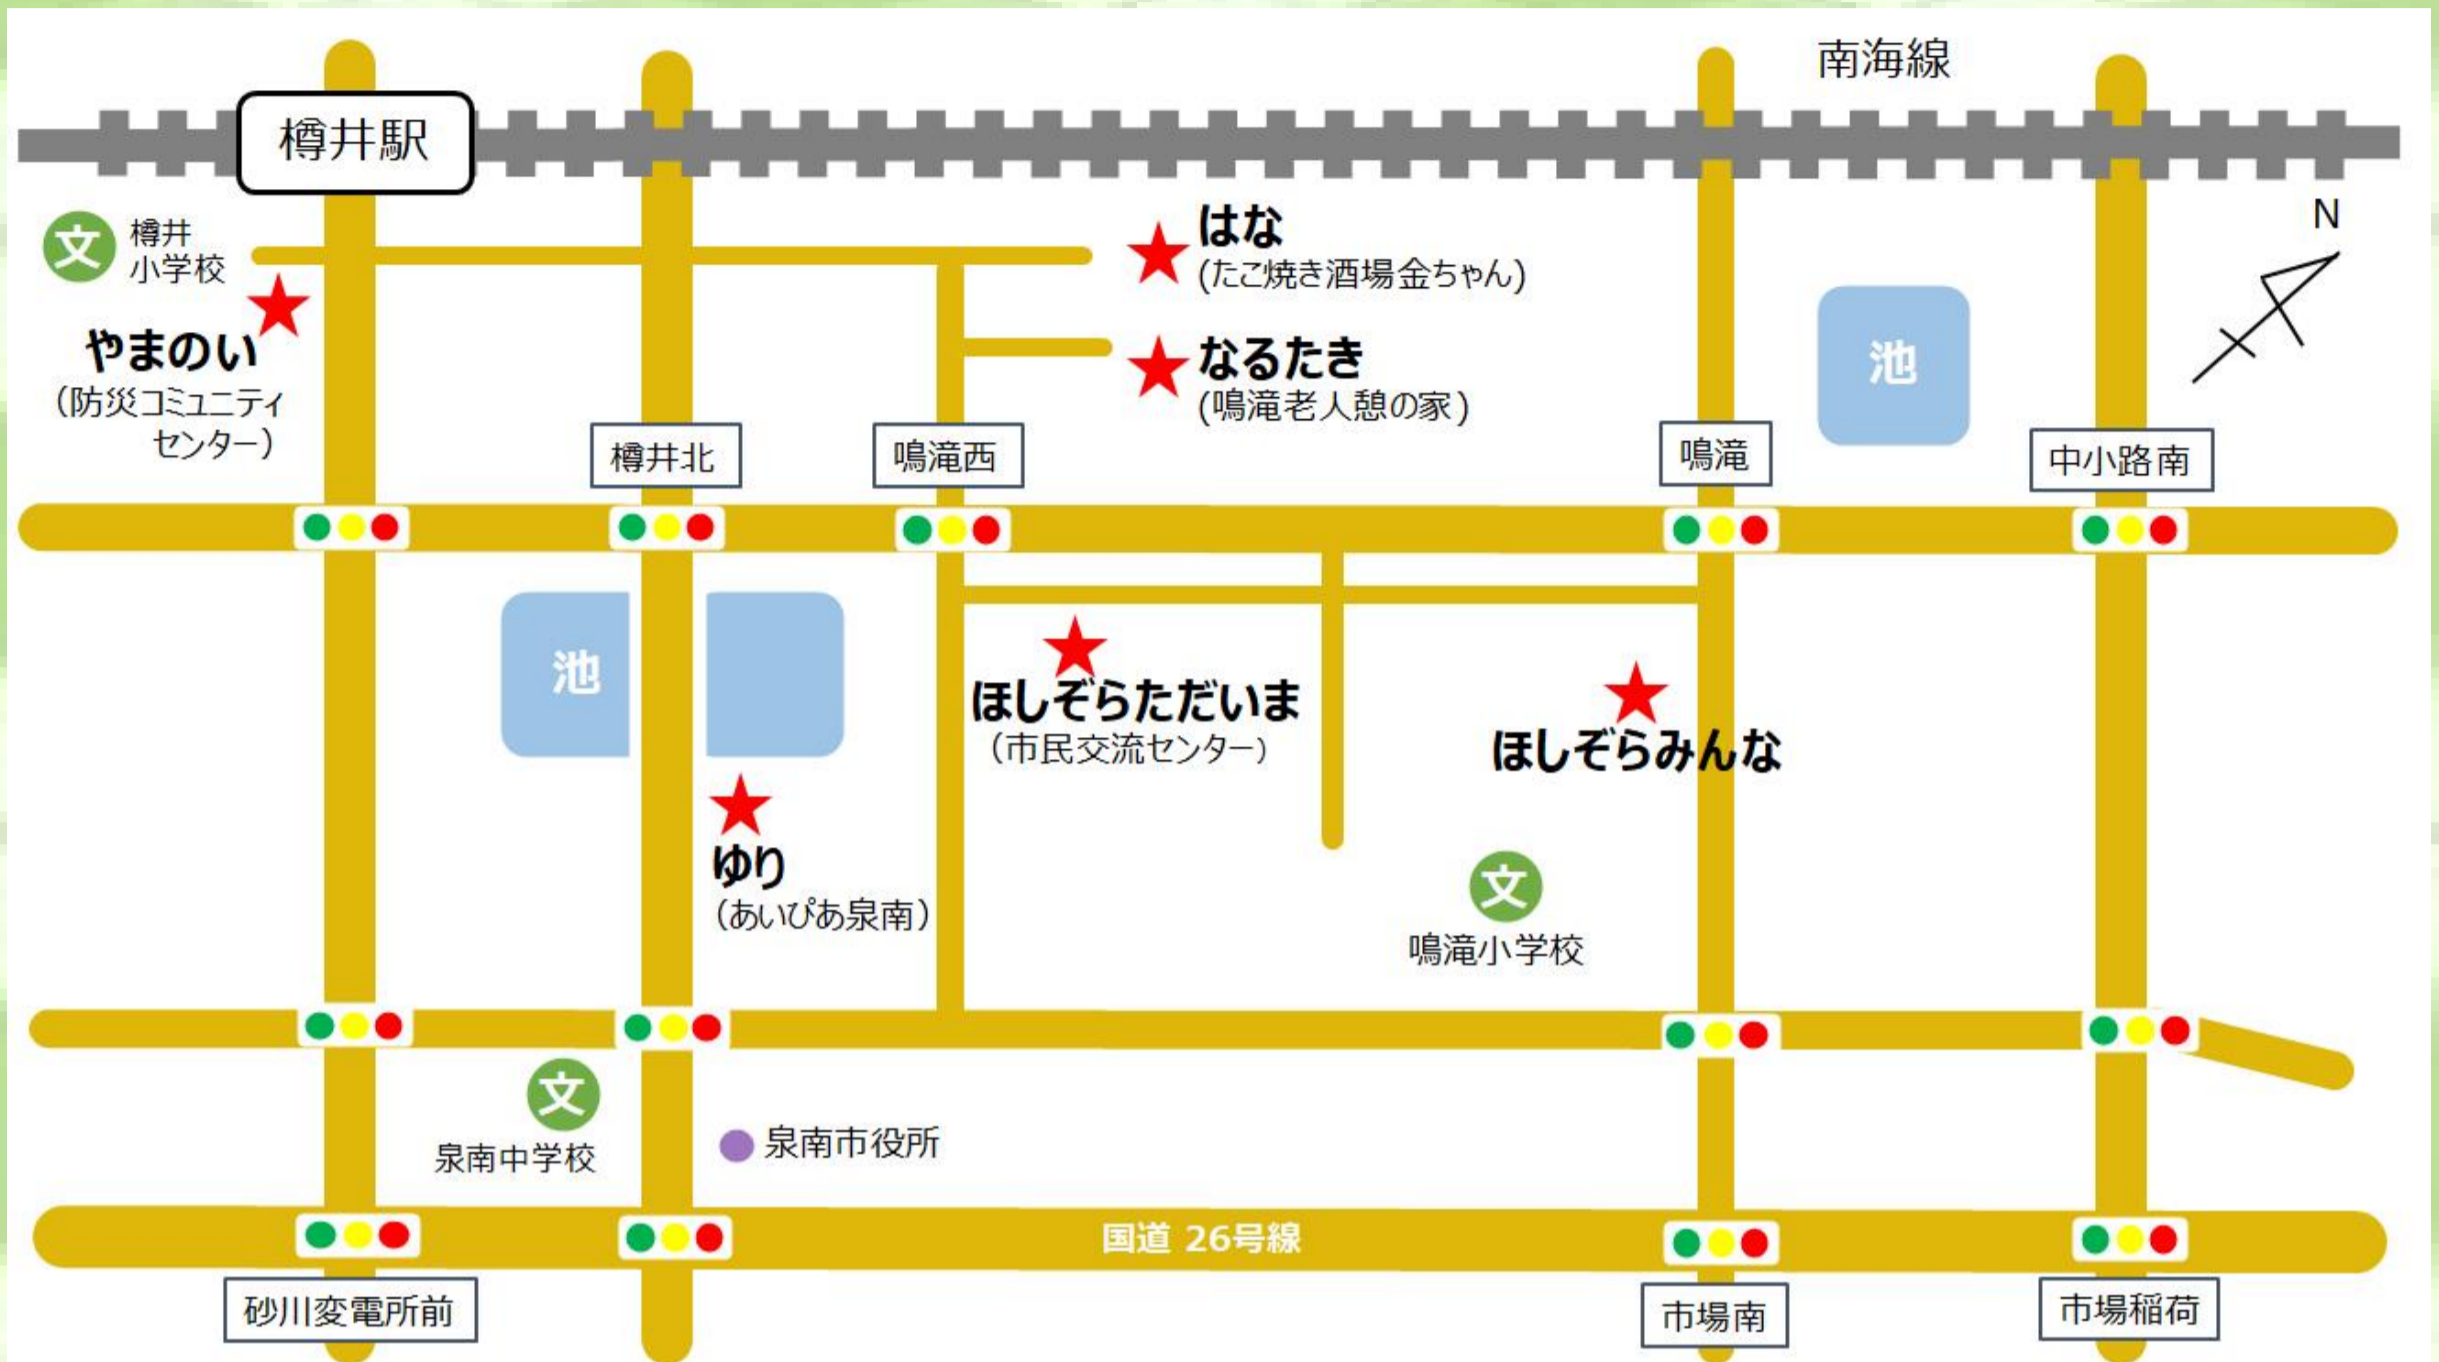 南海線
樽井駅
N
文
樽井
小学校
はな
(たこ焼き酒場金ちゃん)
やまのい
(防災コミュニティ
センター)
なるたき
(鳴滝老人憩の家)
池
樽井北
鳴滝西
鳴滝
中小路南
池
ほしぞらただいま
(市民交流センター)
ほしぞらみんな
ゆり
(あいぴあ泉南)
文
鳴滝小学校
文
泉南中学校
泉南市役所
国道 26号線
砂川変電所前
市場南
市場稲荷